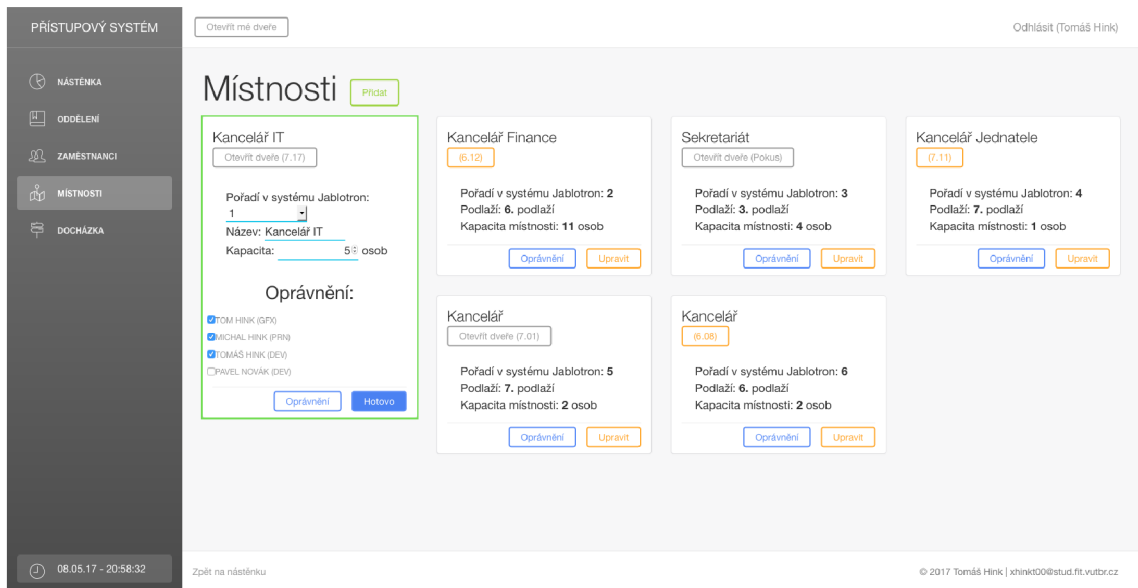 PŘÍSTUPOVÝ SYSTÉM
Otevřít mé dveře
Odhlásit (Tomáš Hink)
NÁSTĚNKA
ODDĚLENÍ
ZAMĚSTNANCI
MÍSTNOSTI
DOCHÁZKA
08.05.17 - 20:58:32
Místnosti
Přidat
Kancelář IT
Otevřít dveře (7.17)
Pořadí v systému Jablotron:
1
Název: Kancelář IT
Kapacita: 5 osob
Oprávnění:
TOM HINK (GFX)
MICHAL HINK (PRN)
TOMÁŠ HINK (DEV)
PAVEL NOVÁK (DEV)
Oprávnění
Hotovo
Kancelář Finance
(6.12)
Pořadí v systému Jablotron: 2
Podlaží: 6. podlaží
Kapacita místnosti: 11 osob
Oprávnění
Upravit
Sekretariát
Otevřít dveře (Pokus)
Pořadí v systému Jablotron: 3
Podlaží: 3. podlaží
Kapacita místnosti: 4 osob
Oprávnění
Upravit
Kancelář Jednatele
(7.11)
Pořadí v systému Jablotron: 4
Podlaží: 7. podlaží
Kapacita místnosti: 1 osob
Oprávnění
Upravit
Kancelář
Otevřít dveře (7.01)
Pořadí v systému Jablotron: 5
Podlaží: 7. podlaží
Kapacita místnosti: 2 osob
Oprávnění
Upravit
Kancelář
(6.08)
Pořadí v systému Jablotron: 6
Podlaží: 6. podlaží
Kapacita místnosti: 2 osob
Oprávnění
Upravit
Zpět na nástěnku
© 2017 Tomáš Hink | xhinkt00@stud.fit.vutbr.cz